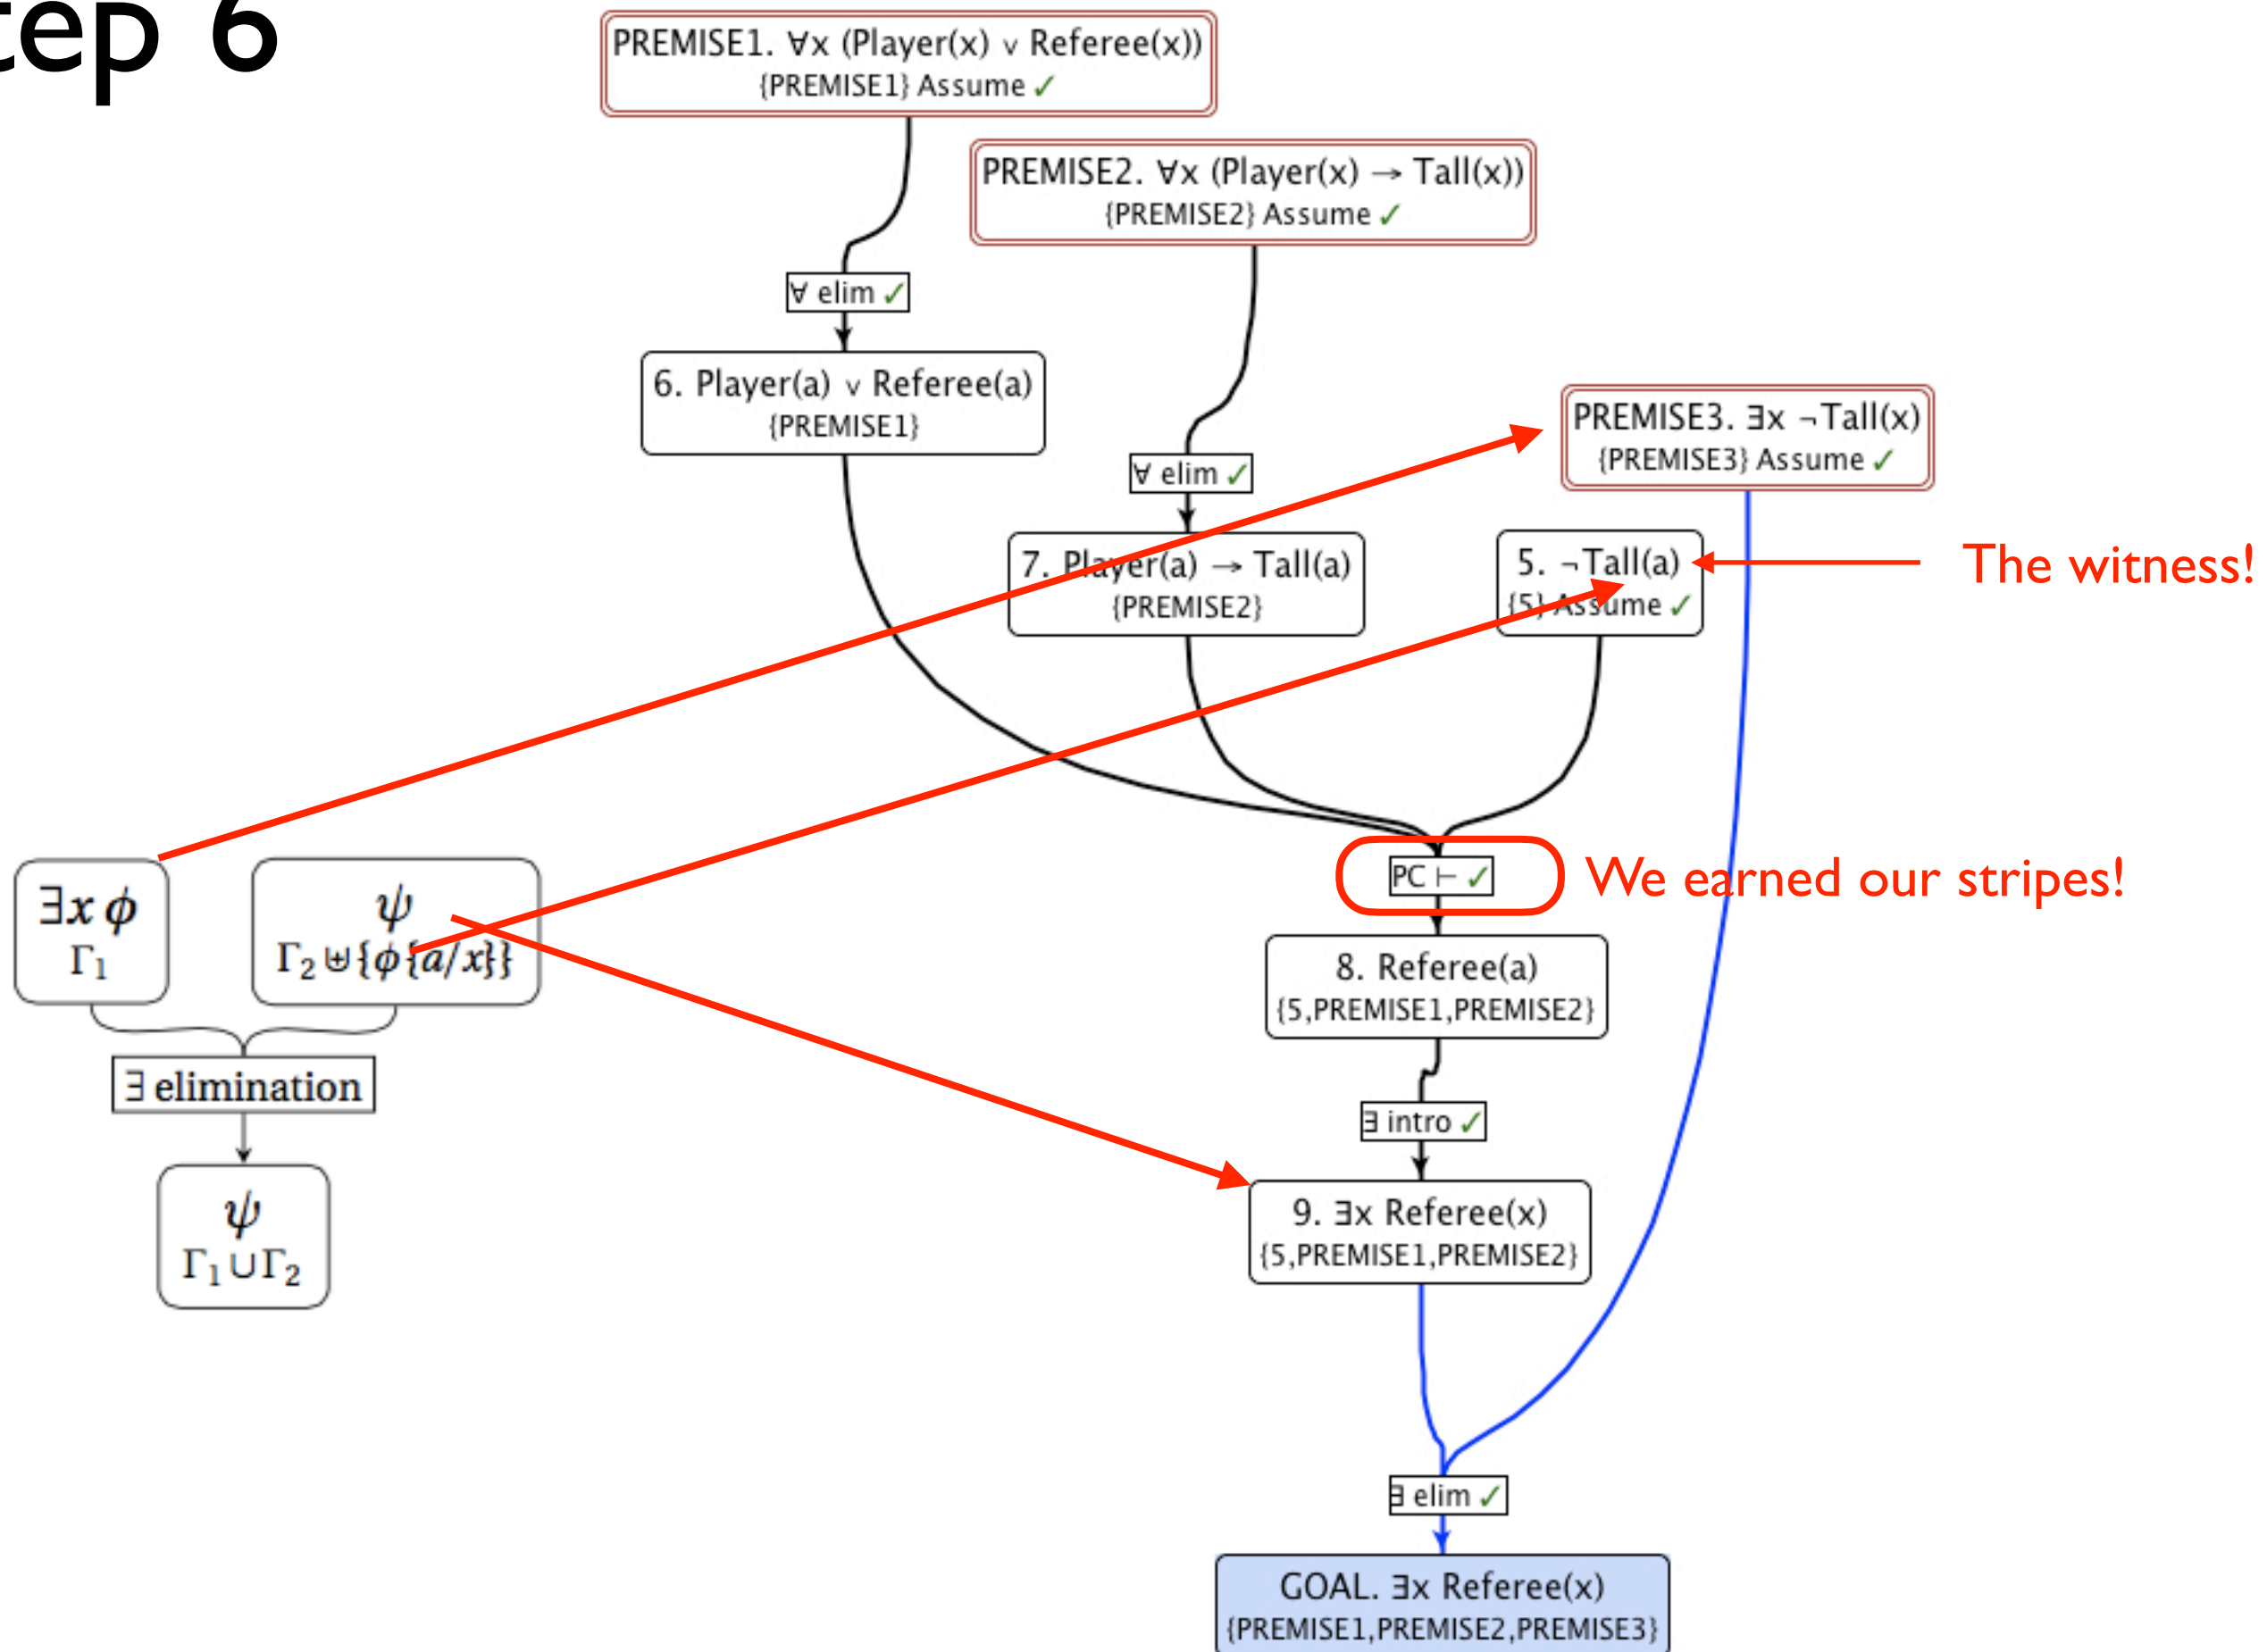 tep 6
PREMISE1. ∀x (Player(x) ∨ Referee(x))
{PREMISE1} Assume ✓
PREMISE2. ∀x (Player(x) → Tall(x))
{PREMISE2} Assume ✓
∀ elim ✓
6. Player(a) ∨ Referee(a)
{PREMISE1}
PREMISE3. ∃x ¬Tall(x)
{PREMISE3} Assume ✓
∀ elim ✓
7. Player(a) → Tall(a)
{PREMISE2}
5. ¬Tall(a)
{5} Assume ✓
The witness!
PC ⊢ ✓
We earned our stripes!
∃x ϕ
Γ₁
ψ
Γ₂ ⊎ {ϕ{a/x}}
8. Referee(a)
{5,PREMISE1,PREMISE2}
∃ elimination
∃ intro ✓
ψ
Γ₁ ∪ Γ₂
9. ∃x Referee(x)
{5,PREMISE1,PREMISE2}
∃ elim ✓
GOAL. ∃x Referee(x)
{PREMISE1,PREMISE2,PREMISE3}